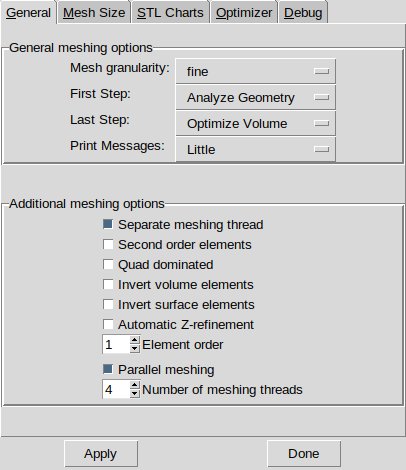 General Mesh Size STL Charts Optimizer Debug
General meshing options
Mesh granularity: fine
First Step: Analyze Geometry
Last Step: Optimize Volume
Print Messages: Little
Additional meshing options
Separate meshing thread
Second order elements
Quad dominated
Invert volume elements
Invert surface elements
Automatic Z-refinement
1 Element order
Parallel meshing
4 Number of meshing threads
Apply Done